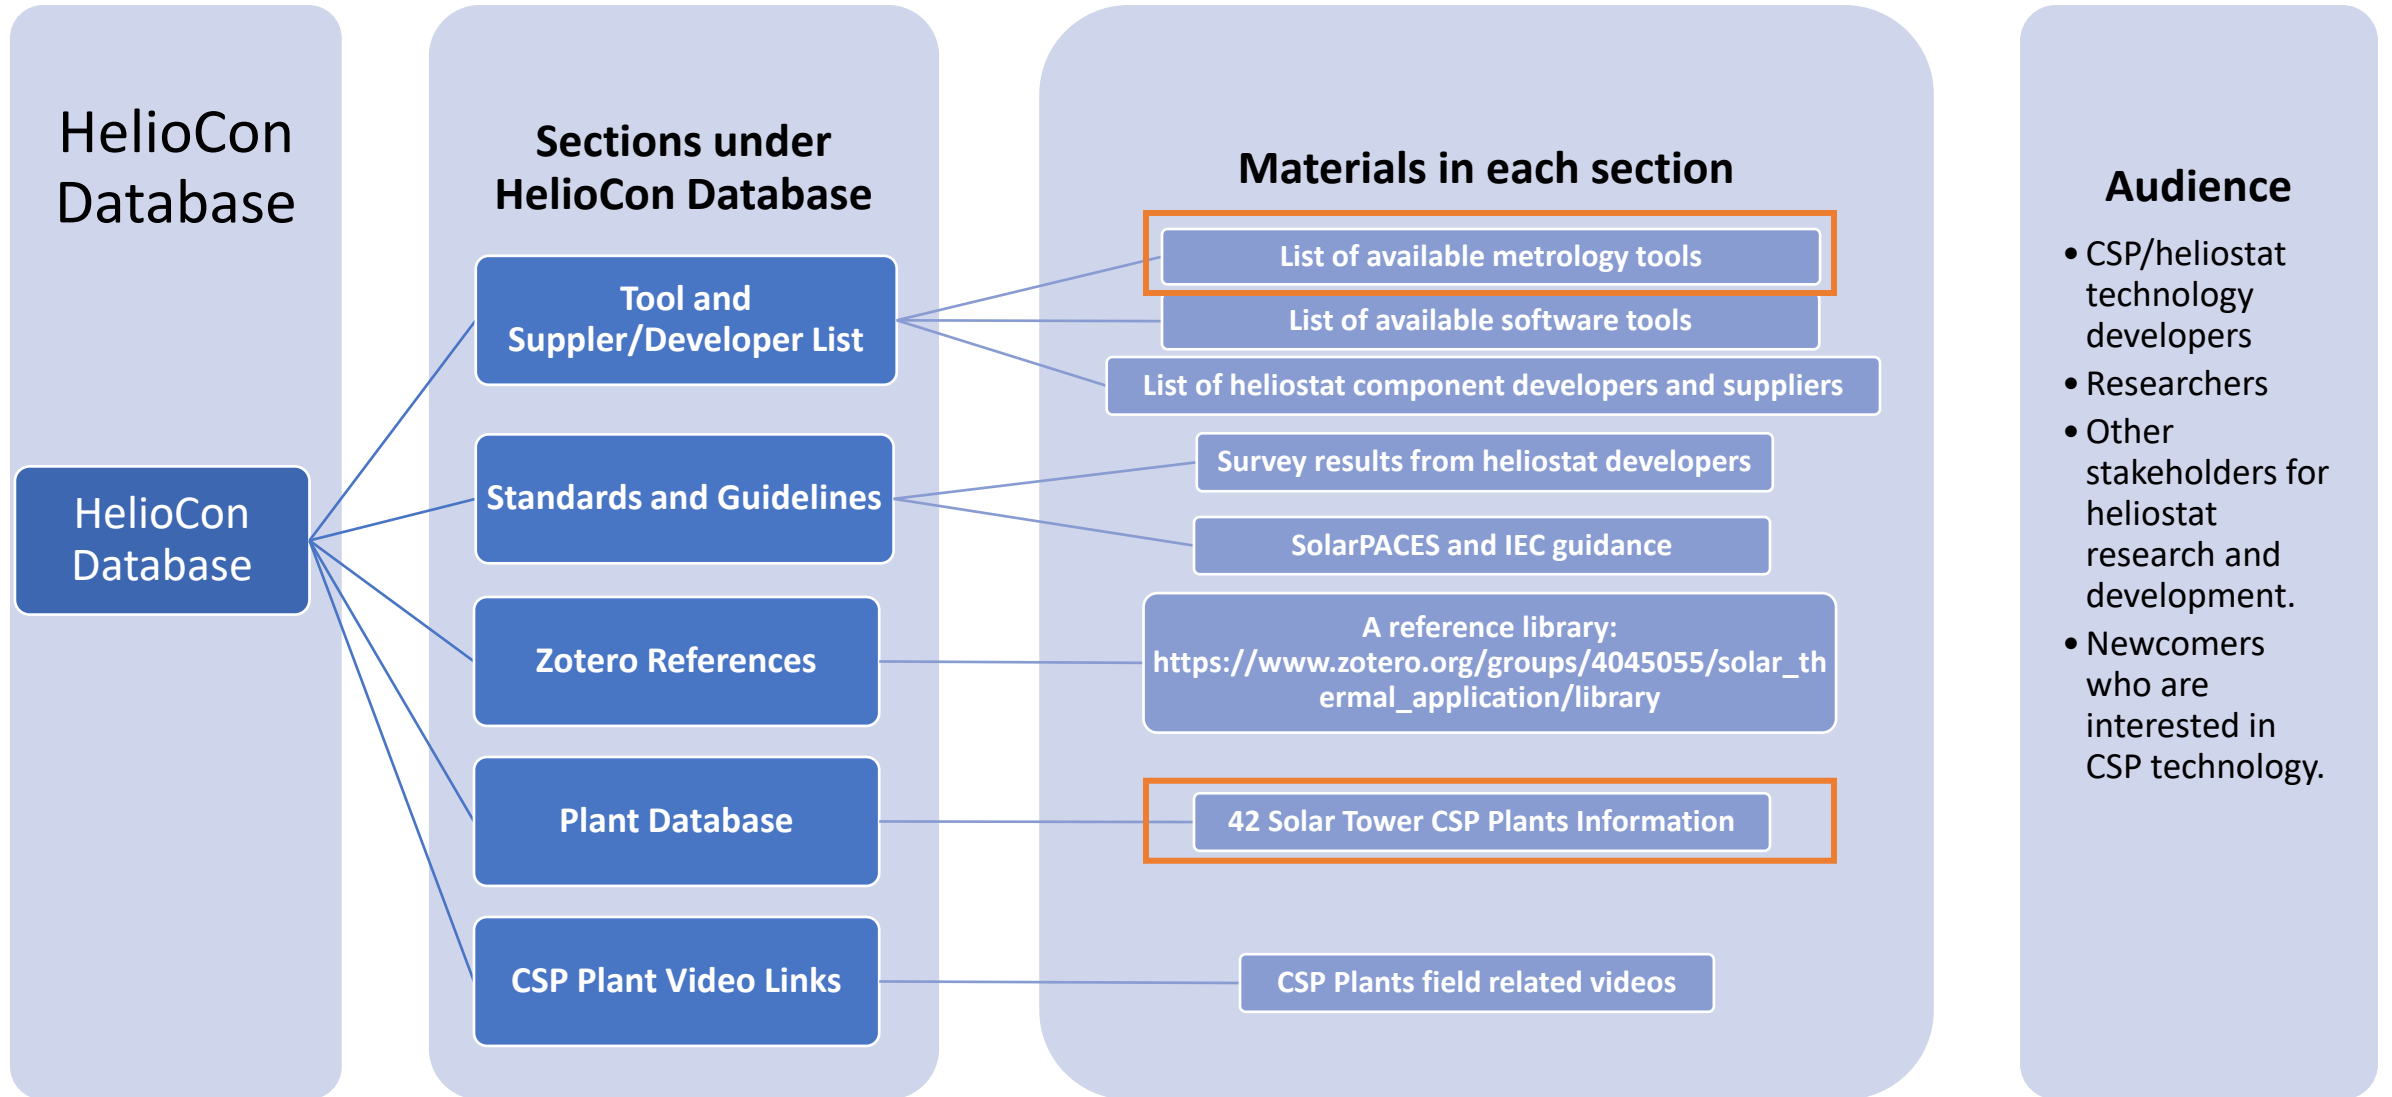 HelioCon
Database
HelioCon
Database
Sections under
HelioCon Database
Tool and
Suppler/Developer List
Standards and Guidelines
Zotero References
Plant Database
CSP Plant Video Links
Materials in each section
List of available metrology tools
List of available software tools
List of heliostat component developers and suppliers
Survey results from heliostat developers
SolarPACES and IEC guidance
A reference library:
https://www.zotero.org/groups/4045055/solar_th
ermal_application/library
42 Solar Tower CSP Plants Information
CSP Plants field related videos
Audience
• CSP/heliostat
technology
developers
• Researchers
• Other
stakeholders for
heliostat
research and
development.
• Newcomers
who are
interested in
CSP technology.